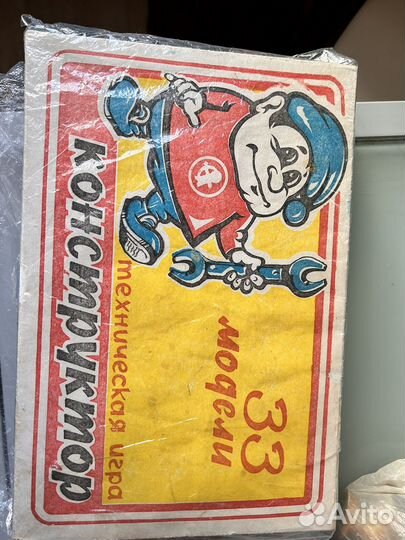 33
модели
техническая игра
конструктор
Avito